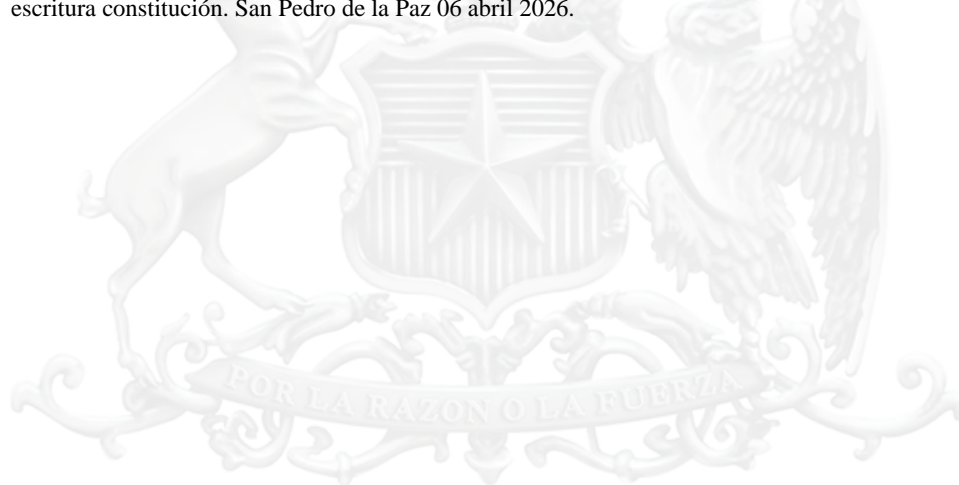 escritura constitución. San Pedro de la Paz 06 abril 2026.
POR LA RAZON O LA FUERZA